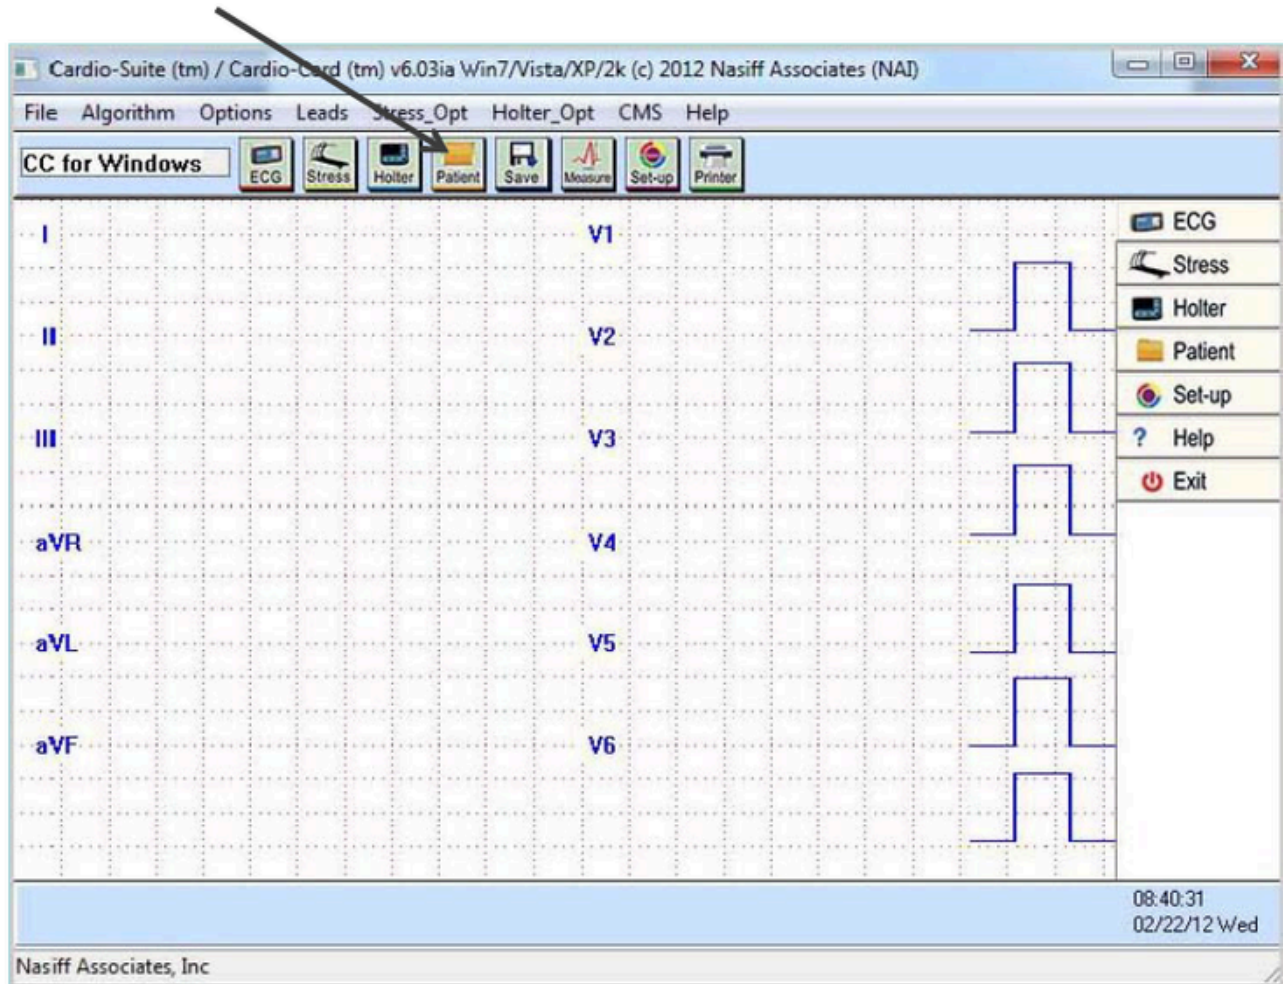 Cardio-Suite (tm) / Cardio-Card (tm) v6.03ia Win7/Vista/XP/2k (c) 2012 Nasiff Associates (NAI)
File Algorithm Options Leads Stress_Opt Holter_Opt CMS Help
CC for Windows ECG Stress Holter Patient Save Measure Set-up Printer
I V1
II V2
III V3
aVR V4
aVL V5
aVF V6
ECG
Stress
Holter
Patient
Set-up
? Help
Exit
08:40:31
02/22/12 Wed
Nasiff Associates, Inc